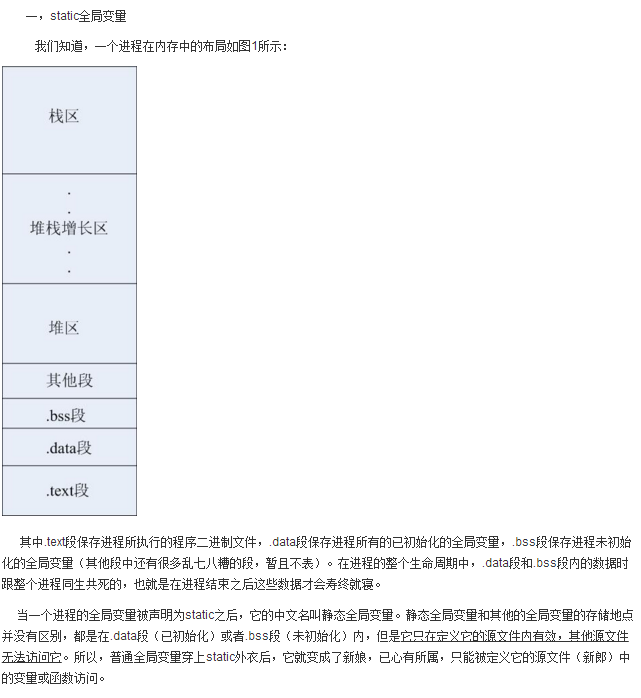 一，static全局变量
我们知道，一个进程在内存中的布局如图1所示：
栈区
.
.
堆栈增长区
.
.
堆区
其他段
.bss段
.data段
.text段
其中.text段保存进程所执行的程序二进制文件，.data段保存进程所有的已初始化的全局变量，.bss段保存进程未初始
化的全局变量（其他段中还有很多乱七八糟的段，暂且不表）。在进程的整个生命周期中，.data段和.bss段内的数据时
跟整个进程同生共死的，也就是在进程结束之后这些数据才会寿终就寝。
当一个进程的全局变量被声明为static之后，它的中文名叫静态全局变量。静态全局变量和其他的全局变量的存储地点
并没有区别，都是在.data段（已初始化）或者.bss段（未初始化）内，但是它只在定义它的源文件内有效，其他源文件
无法访问它。所以，普通全局变量穿上static外衣后，它就变成了新娘，已心有所属，只能被定义它的源文件（新郎）中
的变量或函数访问。